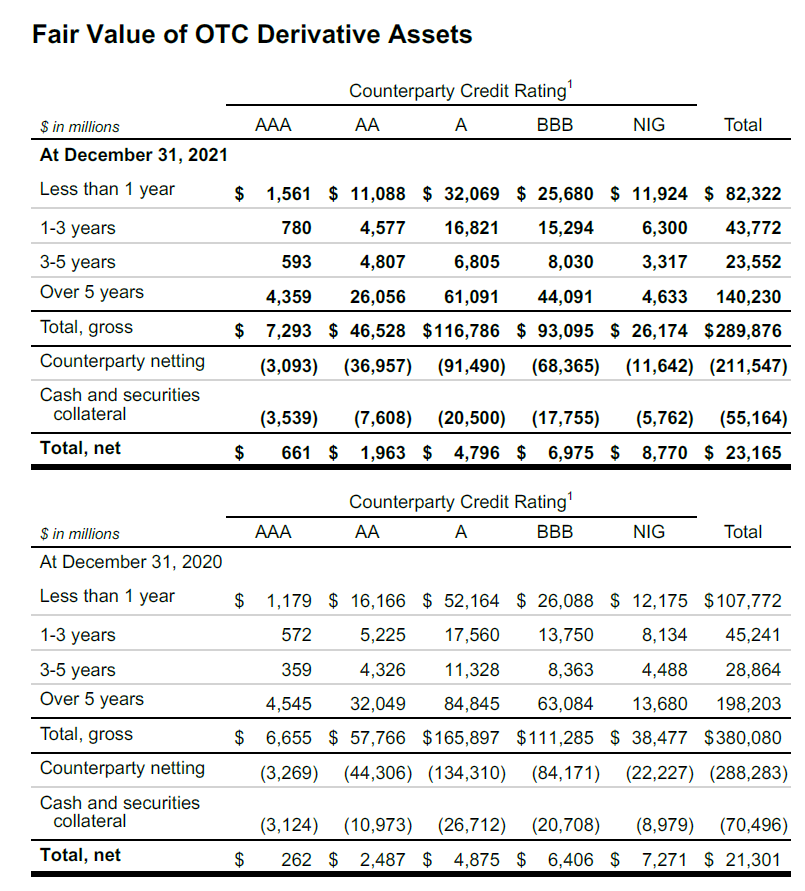 Fair Value of OTC Derivative Assets
Counterparty Credit Rating1
$ in millions AAA AA A BBB NIG Total
At December 31, 2021
Less than 1 year $ 1,561 $ 11,088 $ 32,069 $ 25,680 $ 11,924 $ 82,322
1-3 years 780 4,577 16,821 15,294 6,300 43,772
3-5 years 593 4,807 6,805 8,030 3,317 23,552
Over 5 years 4,359 26,056 61,091 44,091 4,633 140,230
Total, gross $ 7,293 $ 46,528 $116,786 $ 93,095 $ 26,174 $289,876
Counterparty netting (3,093) (36,957) (91,490) (68,365) (11,642) (211,547)
Cash and securities
collateral (3,539) (7,608) (20,500) (17,755) (5,762) (55,164)
Total, net $ 661 $ 1,963 $ 4,796 $ 6,975 $ 8,770 $ 23,165
Counterparty Credit Rating1
$ in millions AAA AA A BBB NIG Total
At December 31, 2020
Less than 1 year $ 1,179 $ 16,166 $ 52,164 $ 26,088 $ 12,175 $107,772
1-3 years 572 5,225 17,560 13,750 8,134 45,241
3-5 years 359 4,326 11,328 8,363 4,488 28,864
Over 5 years 4,545 32,049 84,845 63,084 13,680 198,203
Total, gross $ 6,655 $ 57,766 $165,897 $111,285 $ 38,477 $380,080
Counterparty netting (3,269) (44,306) (134,310) (84,171) (22,227) (288,283)
Cash and securities
collateral (3,124) (10,973) (26,712) (20,708) (8,979) (70,496)
Total, net $ 262 $ 2,487 $ 4,875 $ 6,406 $ 7,271 $ 21,301